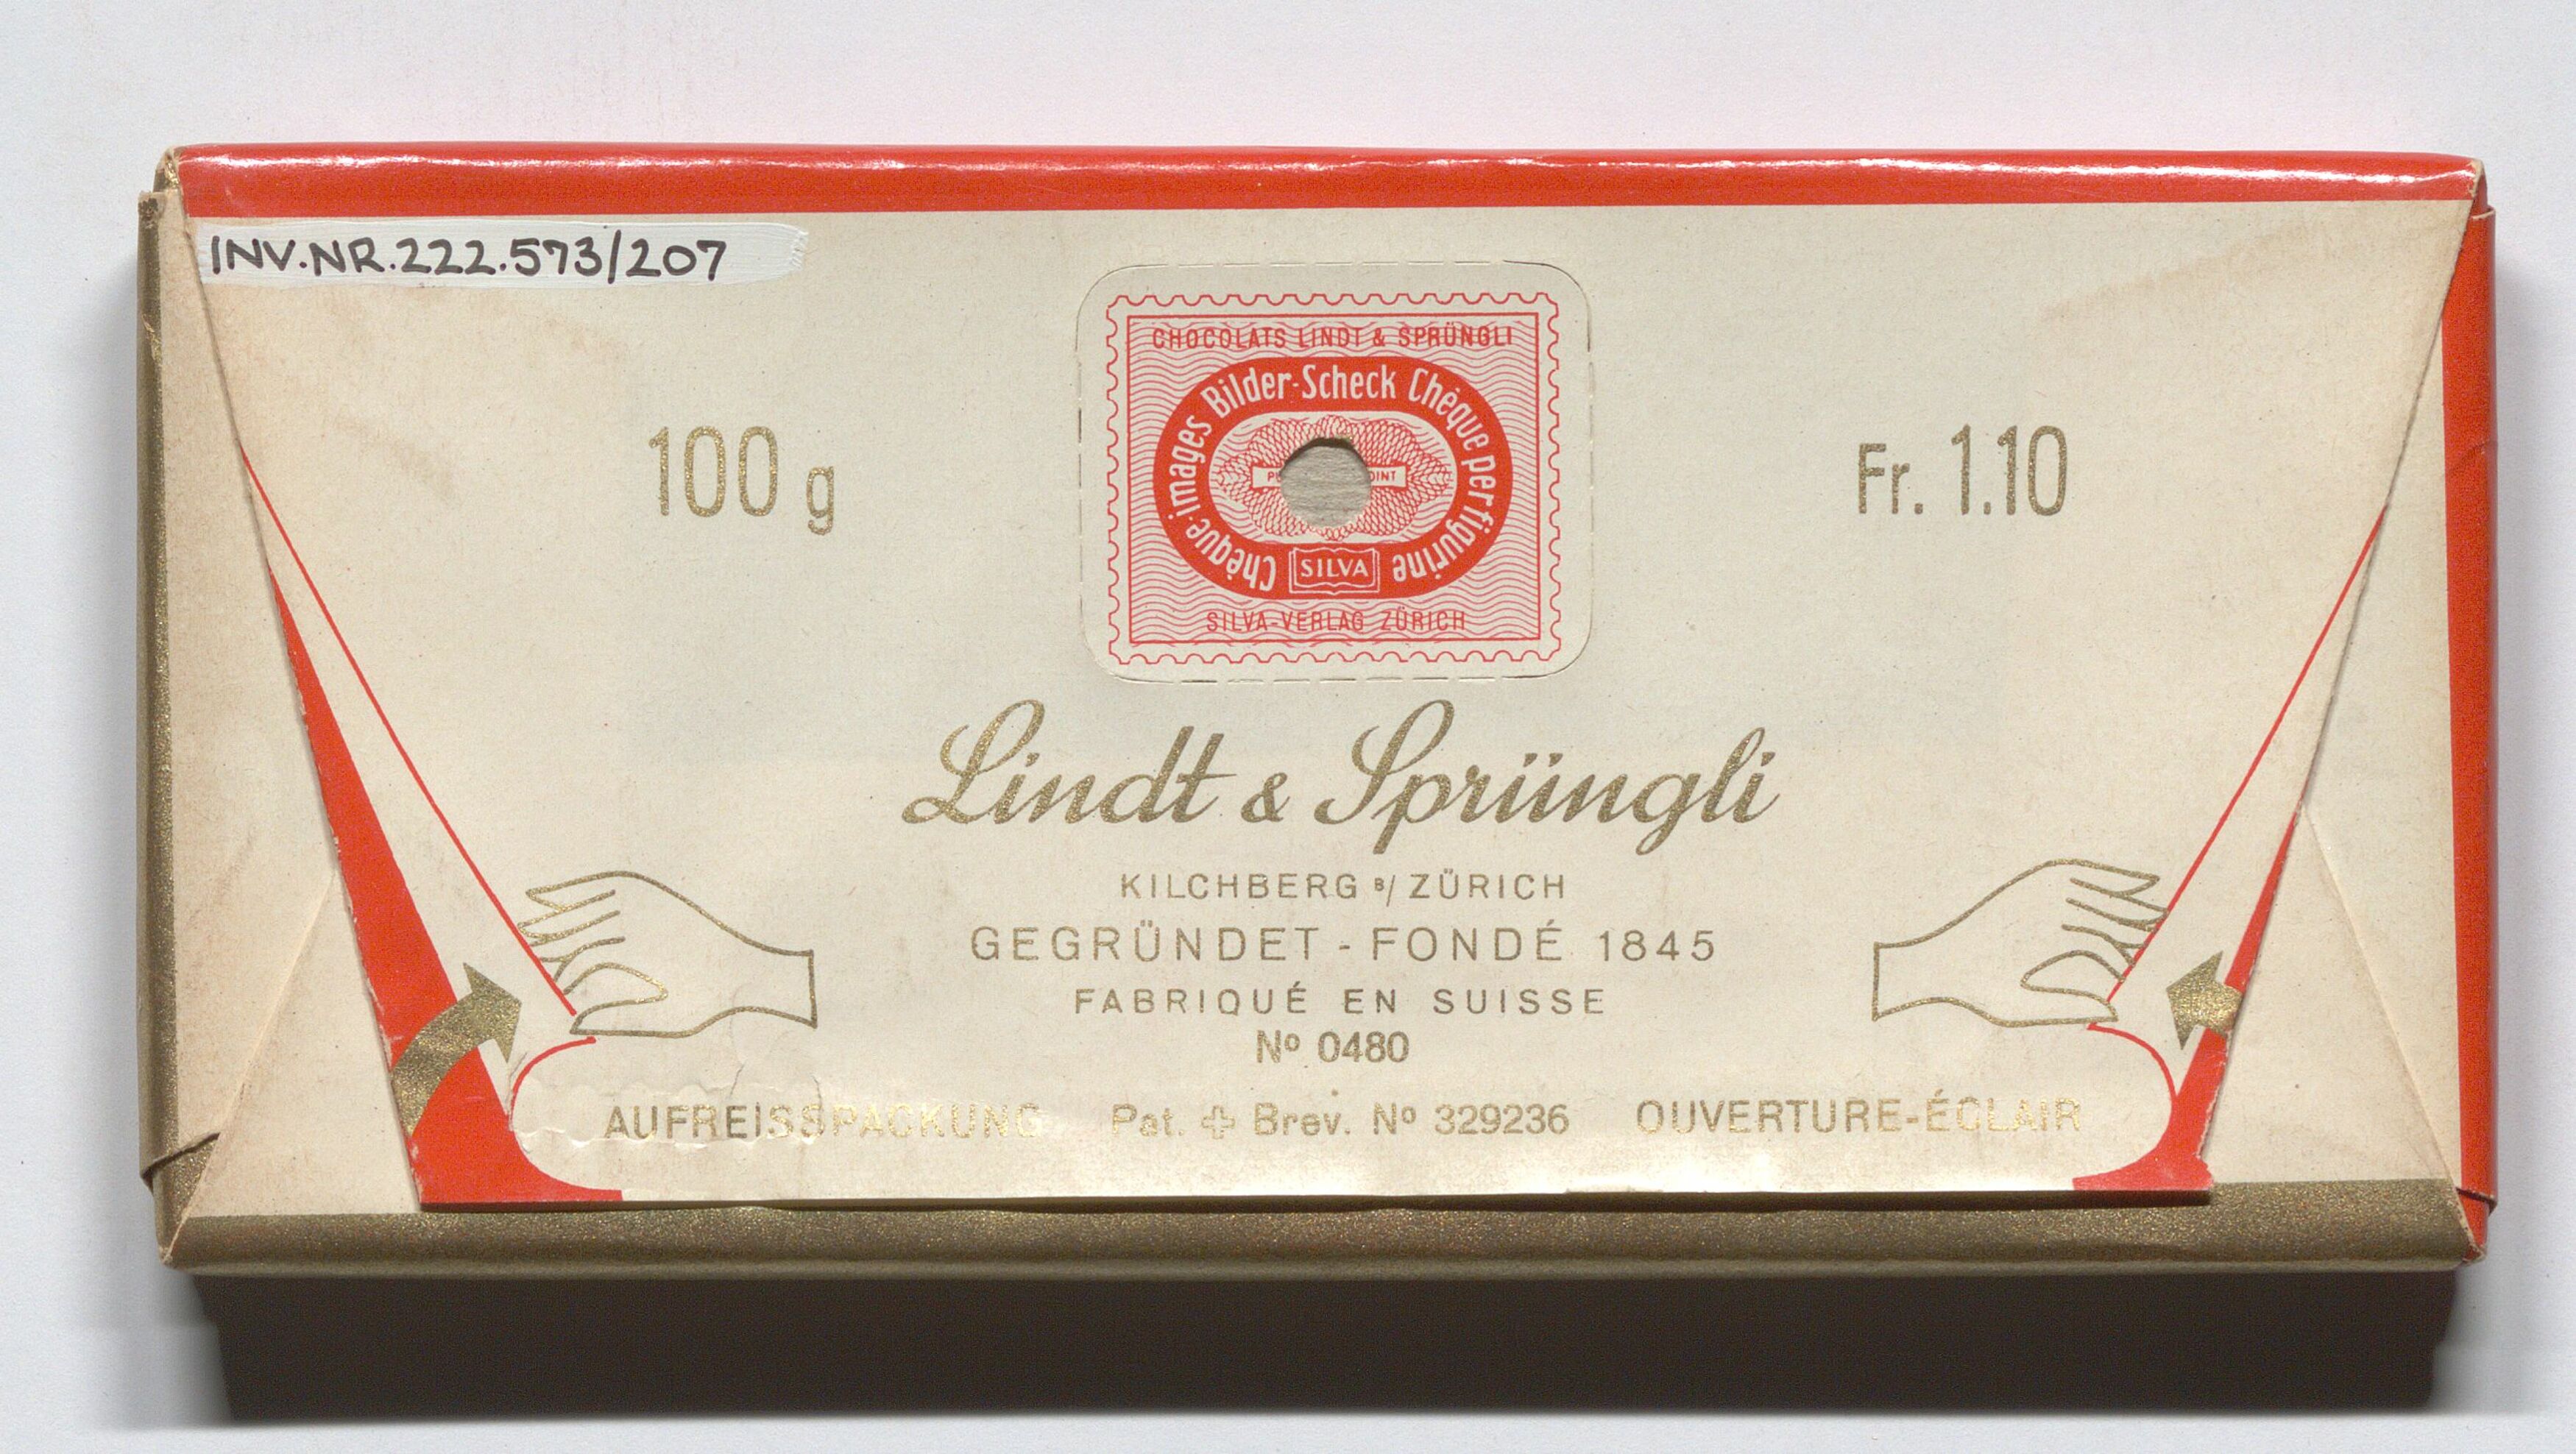 INV.NR.222.573/207
CHOCOLATS LINDT & SPRÜNGLI
Chèque-images Bilder-Scheck Chèque per figurine
SILVA
SILVA-VERLAG ZÜRICH
100 g
Fr. 1.10
Lindt & Sprüngli
KILCHBERG B/ ZÜRICH
GEGRÜNDET - FONDÉ 1845
FABRIQUÉ EN SUISSE
Nº 0480
AUFREISSPACKUNG Pat. Brev. Nº 329236 OUVERTURE-ÉCLAIR